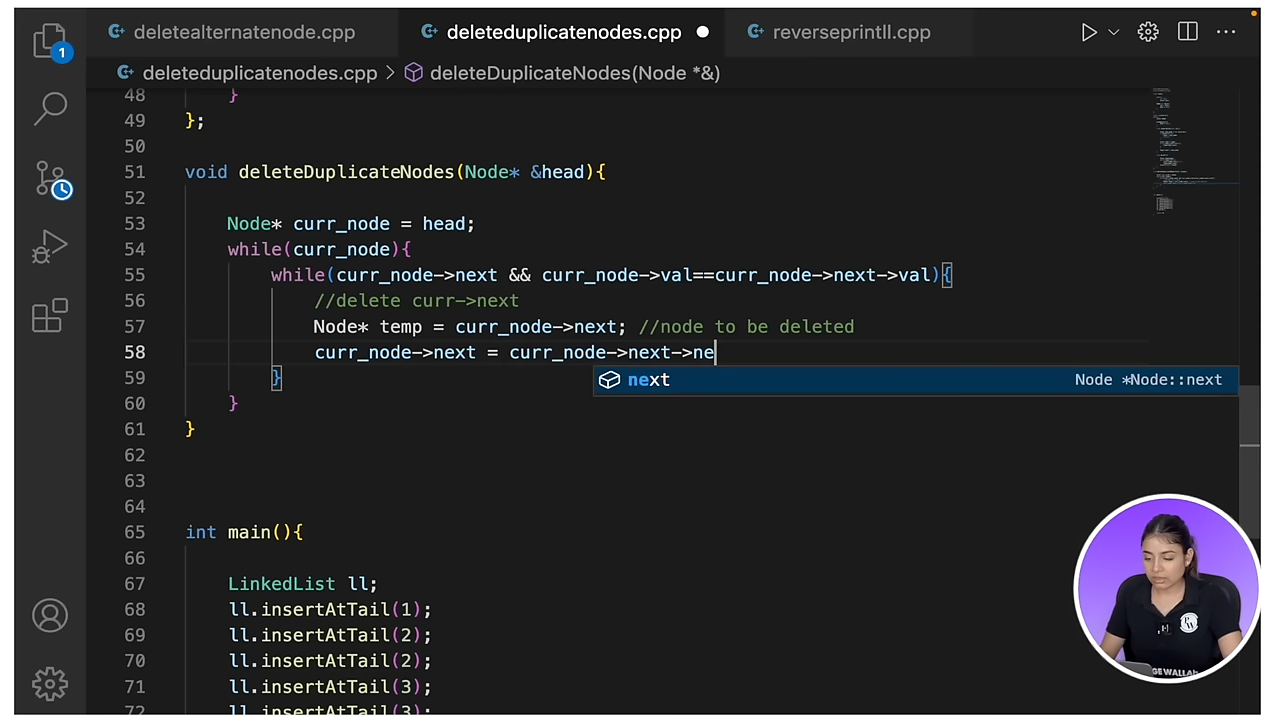 1
deletealternatenode.cpp
deleteduplicatenodes.cpp
reverseprintll.cpp
deleteduplicatenodes.cpp > deleteDuplicateNodes(Node *&)
48 }
49 };
50
51 void deleteDuplicateNodes(Node* &head){
52
53 Node* curr_node = head;
54 while(curr_node){
55 while(curr_node->next && curr_node->val==curr_node->next->val){
56 //delete curr->next
57 Node* temp = curr_node->next; //node to be deleted
58 curr_node->next = curr_node->next->ne
next Node *Node::next
59 }
60 }
61 }
62
63
64
65 int main(){
66
67 LinkedList ll;
68 ll.insertAtTail(1);
69 ll.insertAtTail(2);
70 ll.insertAtTail(2);
71 ll.insertAtTail(3);
72 ll.insertAtTail(3);
PW